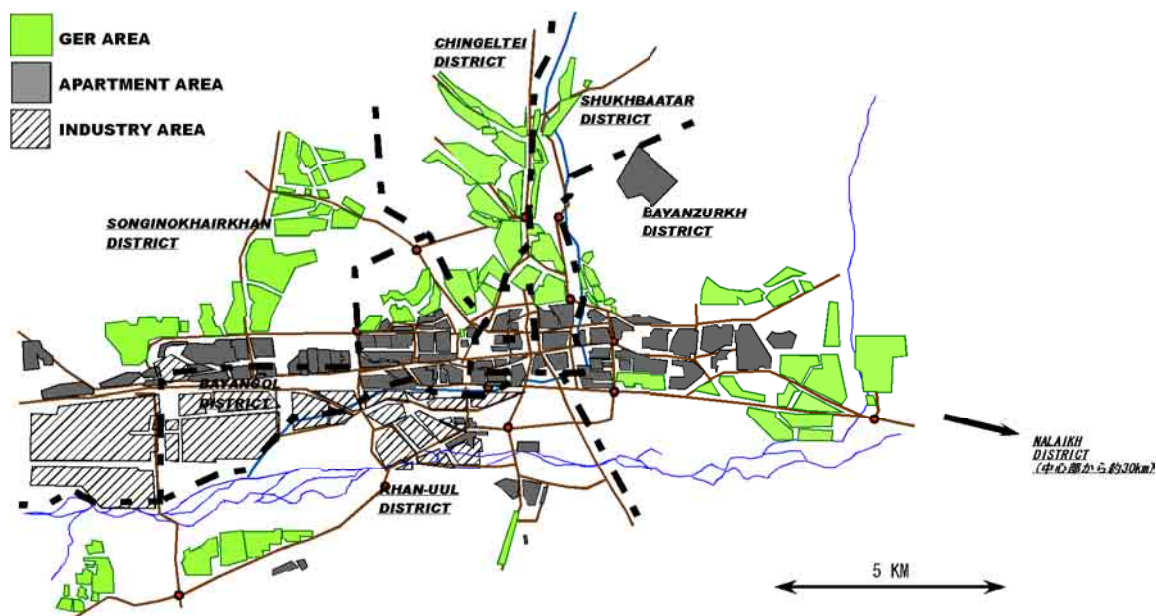 GER AREA
APARTMENT AREA
INDUSTRY AREA
CHINGELTEI
DISTRICT
SHUKHBAATAR
DISTRICT
SONGINOKHAIRKHAN
DISTRICT
BAYANZURKH
DISTRICT
BAYANGOL
DISTRICT
KHAN-UUL
DISTRICT
NALAIKH
DISTRICT
(中心部から約30km)
5 KM